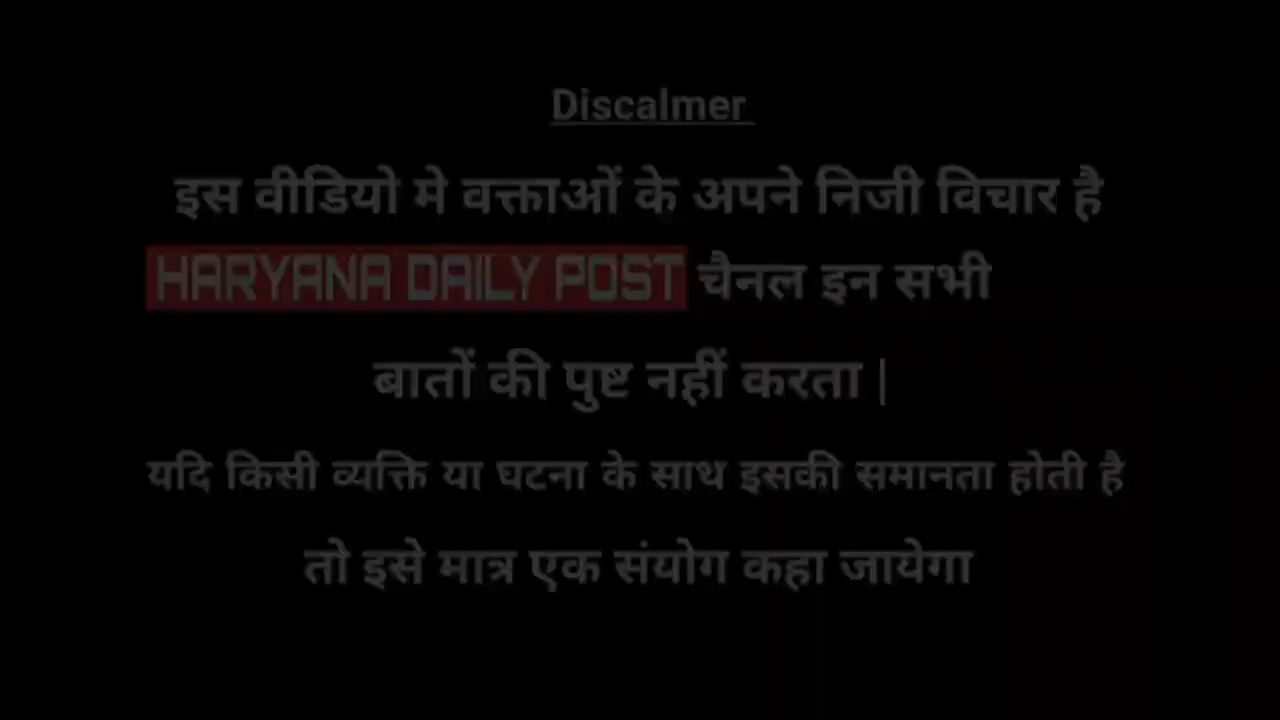 Discalmer
इस वीडियो मे वक्ताओं के अपने निजी विचार है
HARYANA DAILY POST चैनल इन सभी
बातों की पुष्ट नहीं करता |
यदि किसी व्यक्ति या घटना के साथ इसकी समानता होती है
तो इसे मात्र एक संयोग कहा जायेगा